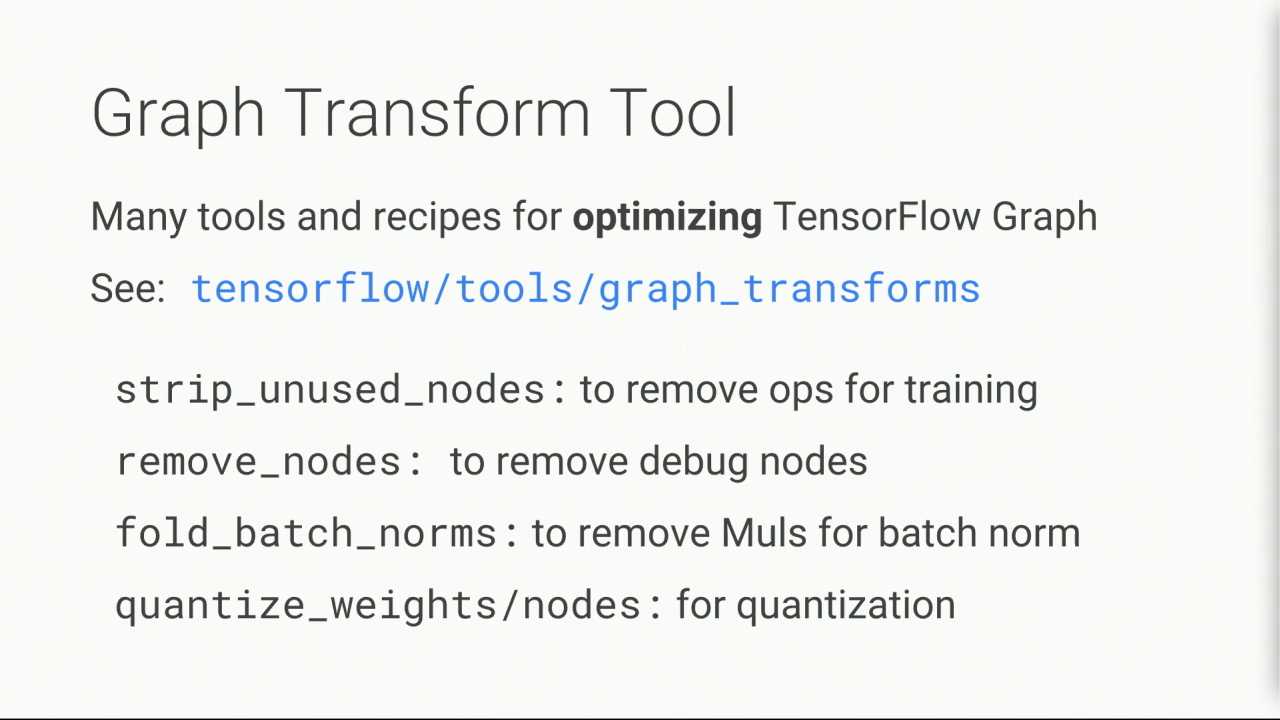 Graph Transform Tool
Many tools and recipes for optimizing TensorFlow Graph
See: tensorflow/tools/graph_transforms
strip_unused_nodes: to remove ops for training
remove_nodes: to remove debug nodes
fold_batch_norms: to remove Muls for batch norm
quantize_weights/nodes: for quantization